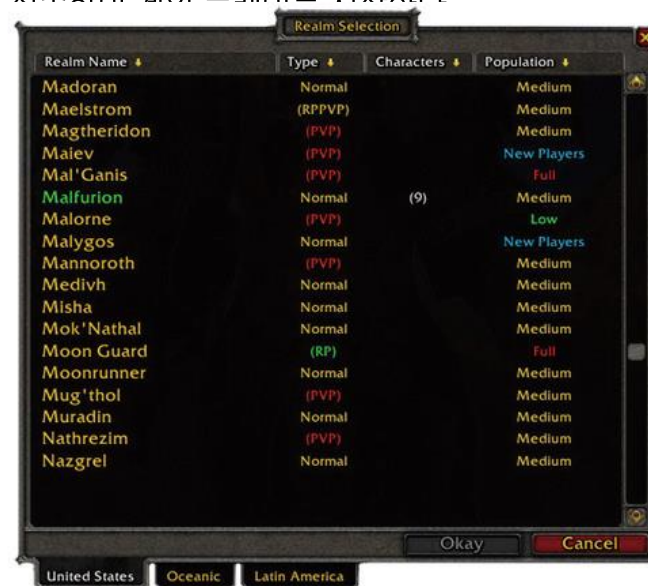 Realm Selection
Realm Name Type Characters Population
Madoran Normal Medium
Maelstrom (RPPVP) Medium
Magtheridon (PVP) Medium
Maiev (PVP) New Players
Mal'Ganis (PVP) Full
Malfurion Normal (9) Medium
Malorne (PVP) Low
Malygos Normal New Players
Mannoroth (PVP) Medium
Medivh Normal Medium
Misha Normal Medium
Mok'Nathal Normal Medium
Moon Guard (RP) Full
Moonrunner Normal Medium
Mug'thol (PVP) Medium
Muradin Normal Medium
Nathrezim (PVP) Medium
Nazgrel Normal Medium
Okay Cancel
United States Oceanic Latin America